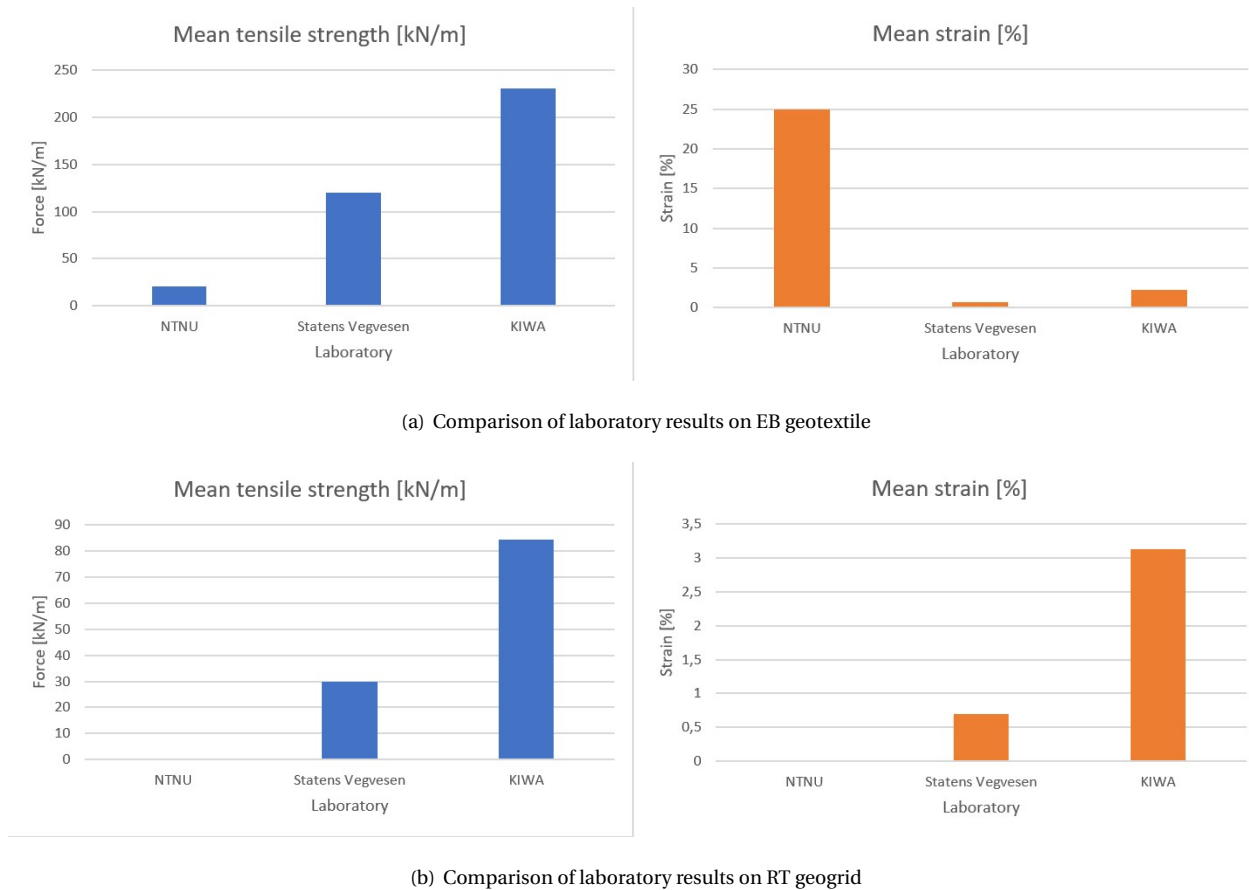 Mean tensile strength [kN/m]
Force [kN/m]
250
200
150
100
50
0
NTNU Statens Vegvesen KIWA
Laboratory
Mean strain [%]
Strain [%]
30
25
20
15
10
5
0
NTNU Statens Vegvesen KIWA
Laboratory
(a) Comparison of laboratory results on EB geotextile
Mean tensile strength [kN/m]
Force [kN/m]
90
80
70
60
50
40
30
20
10
0
NTNU Statens Vegvesen KIWA
Laboratory
Mean strain [%]
Strain [%]
3,5
3
2,5
2
1,5
1
0,5
0
NTNU Statens Vegvesen KIWA
Laboratory
(b) Comparison of laboratory results on RT geogrid